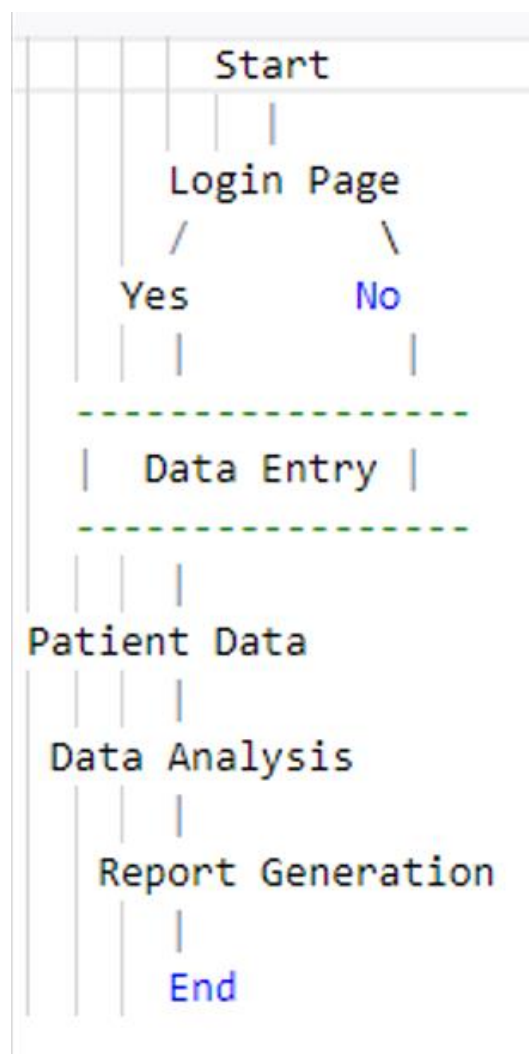 Start
|
Login Page
/ \
Yes No
| |
-----------------
| Data Entry |
-----------------
|
Patient Data
|
Data Analysis
|
Report Generation
|
End